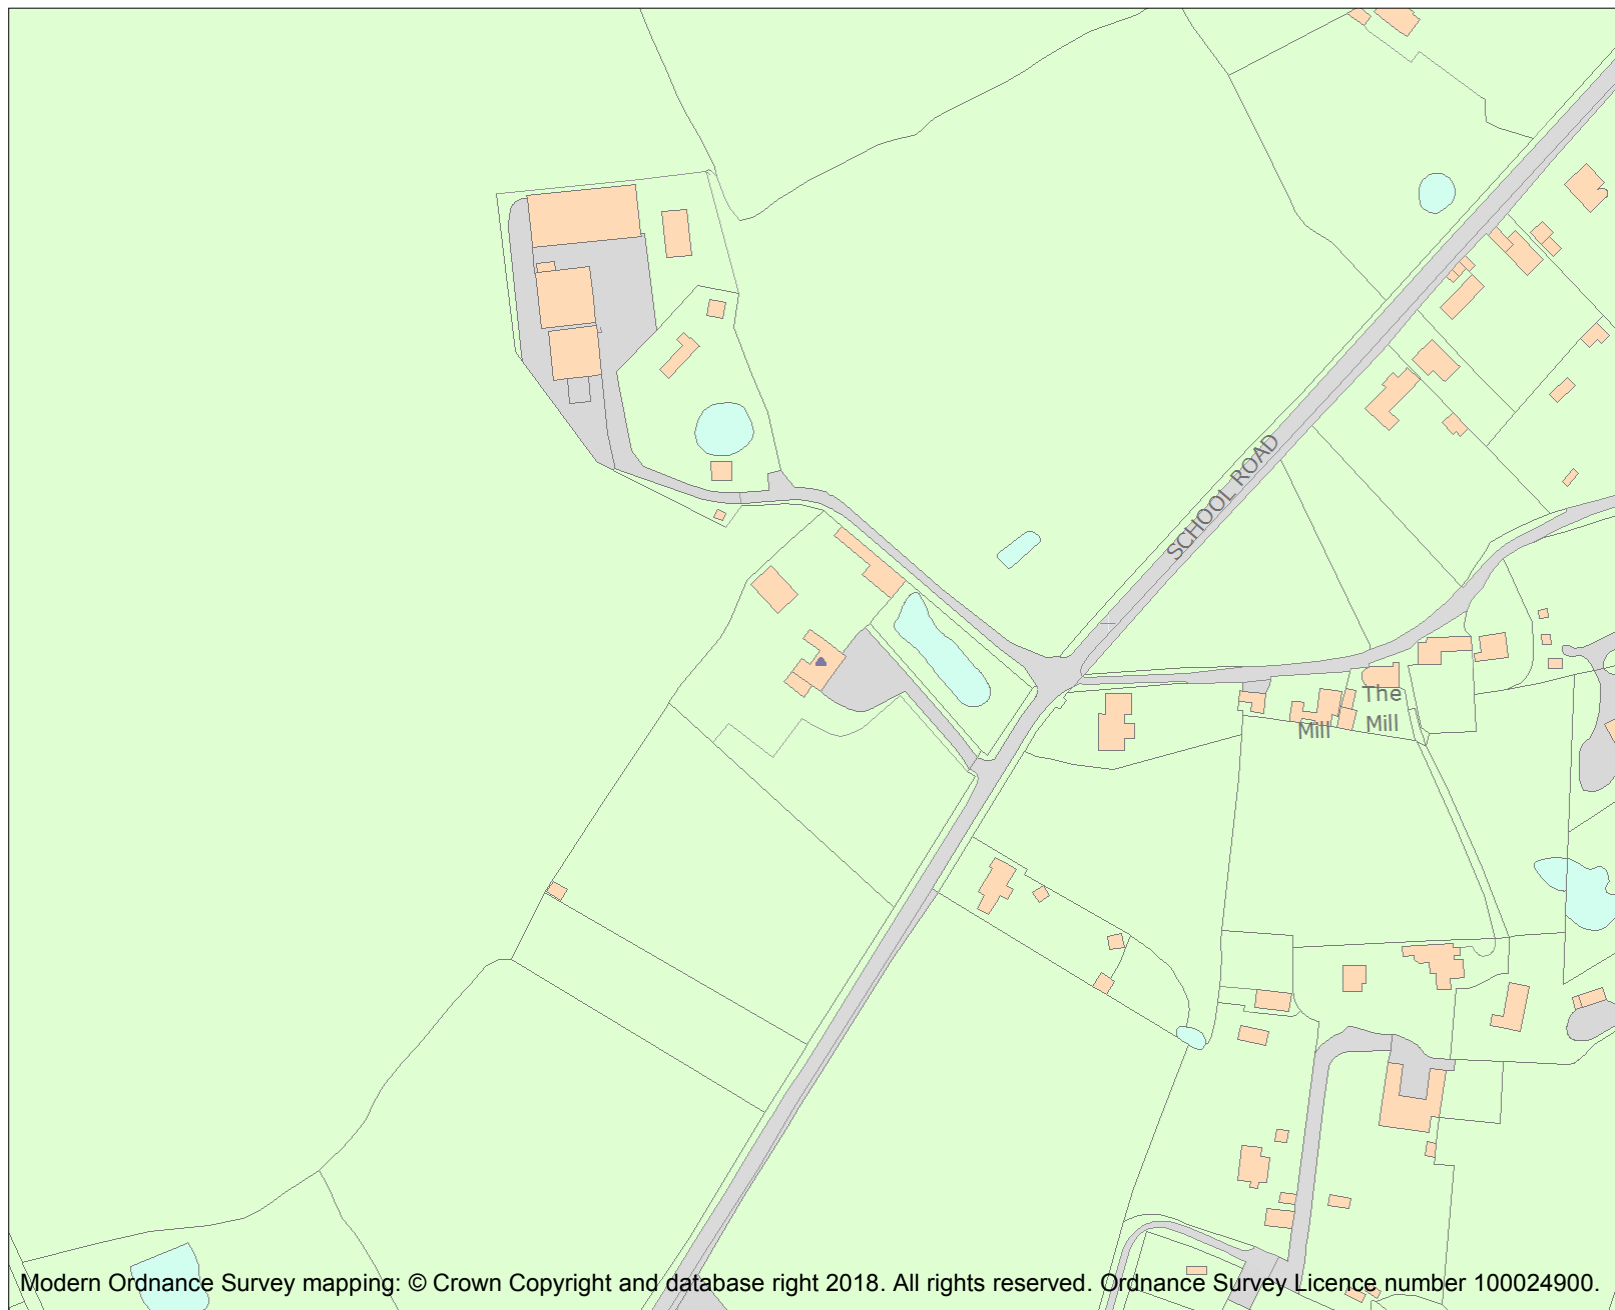 SCHOOL ROAD
The
Mill
Mill
Modern Ordnance Survey mapping: © Crown Copyright and database right 2018. All rights reserved. Ordnance Survey Licence number 100024900.